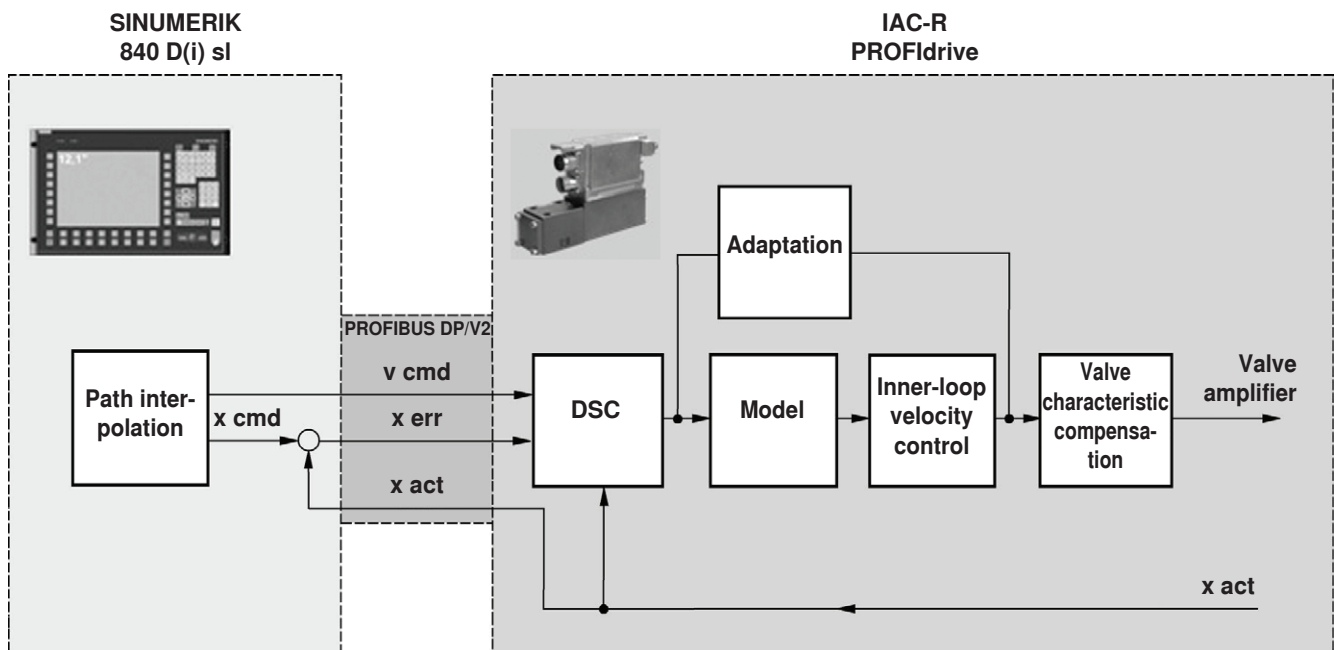 SINUMERIK
840 D(i) sl
IAC-R
PROFIdrive
12,1"
Adaptation
PROFIBUS DP/V2
Path inter-
polation
v cmd
x cmd
x err
x act
DSC
Model
Inner-loop
velocity
control
Valve
characteristic
compensa-
tion
Valve
amplifier
x act